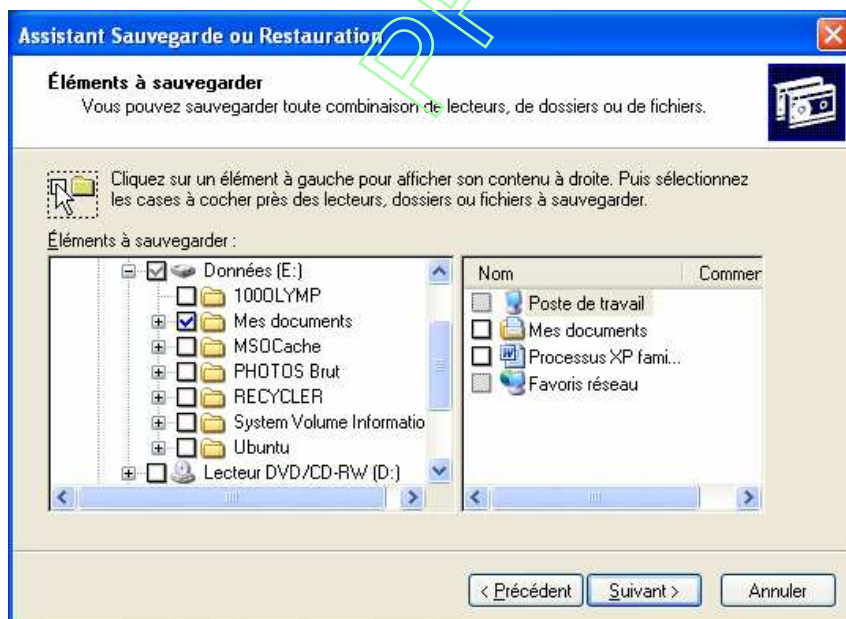 Assistant Sauvegarde ou Restauration
Éléments à sauvegarder
Vous pouvez sauvegarder toute combinaison de lecteurs, de dossiers ou de fichiers.
Cliquez sur un élément à gauche pour afficher son contenu à droite. Puis sélectionnez
les cases à cocher près des lecteurs, dossiers ou fichiers à sauvegarder.
Éléments à sauvegarder :
Données (E:)
100OLYMP
Mes documents
MSOCache
PHOTOS Brut
RECYCLER
System Volume Informatio
Ubuntu
Lecteur DVD/CD-RW (D:)
Nom Commer
Poste de travail
Mes documents
Processus XP fami...
Favoris réseau
< Précédent Suivant > Annuler